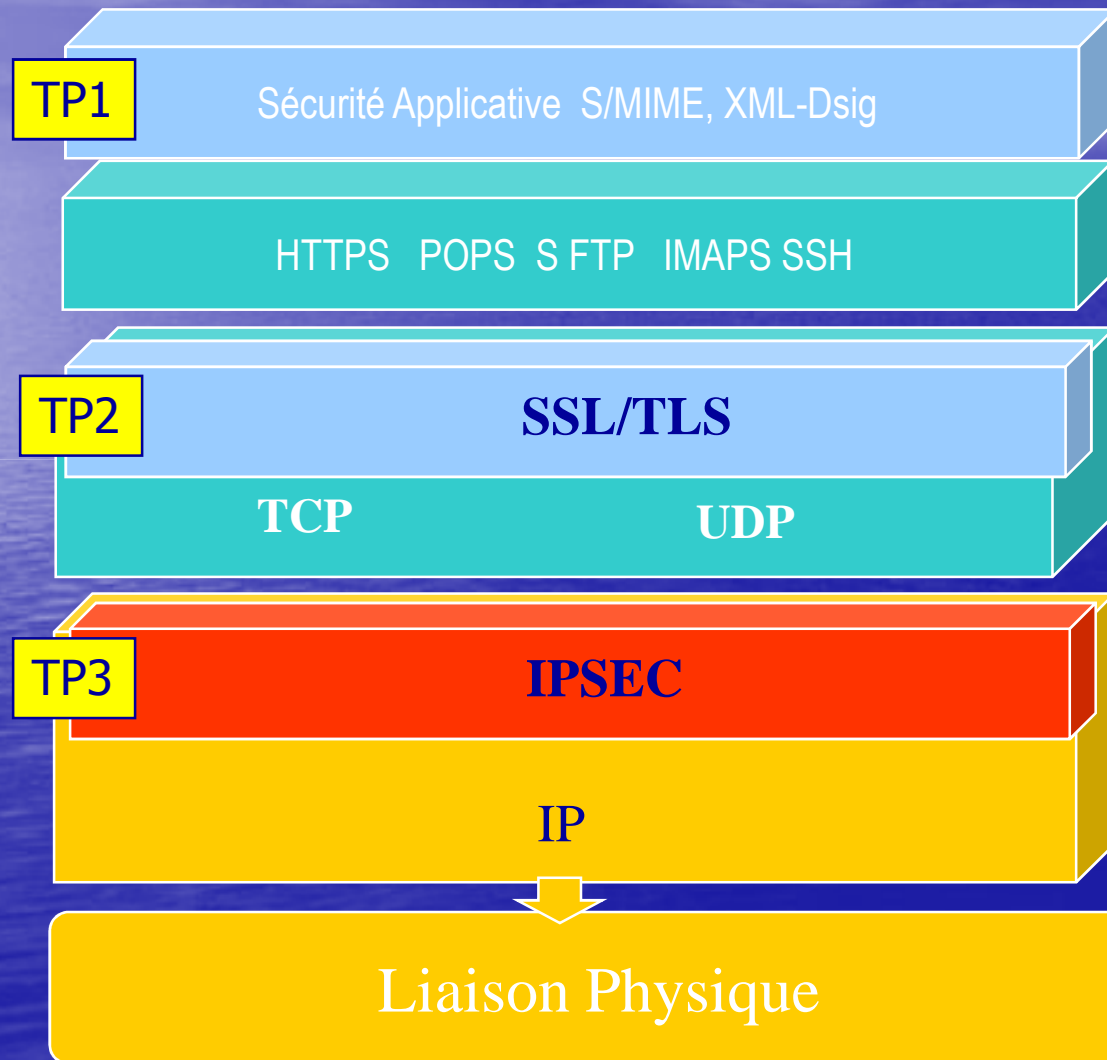 TP1
Sécurité Applicative S/MIME, XML-Dsig
HTTPS POPS S FTP IMAPS SSH
TP2
SSL/TLS
TCP UDP
TP3
IPSEC
IP
Liaison Physique